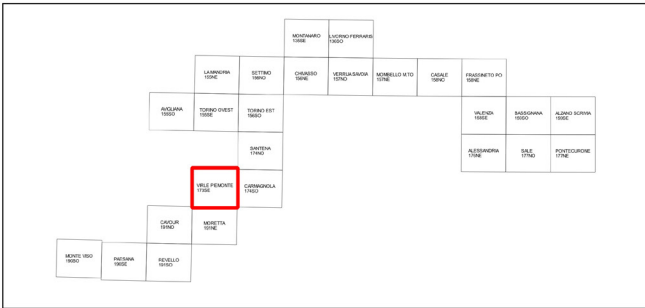 MONTANARO
136SE
LIVORNO FERRARIS
136SO
LA MANDRIA
155NE
SETTIMO
156NO
CHIVASSO
156NE
VERRUA SAVOIA
157NO
MOMBELLO M.TO
157NE
CASALE
158NO
FRASSINETO PO
158NE
AVIGLIANA
155SO
TORINO OVEST
155SE
TORINO EST
156SO
VALENZA
158SE
BASSIGNANA
159SO
ALZANO SCRIVIA
159SE
SANTENA
174NO
ALESSANDRIA
176NE
SALE
177NO
PONTECURONE
177NE
VIRLE PIEMONTE
173SE
CARMAGNOLA
174SO
CAVOUR
191NO
MORETTA
191NE
MONTE VISO
190SO
PAESANA
190SE
REVELLO
191SO